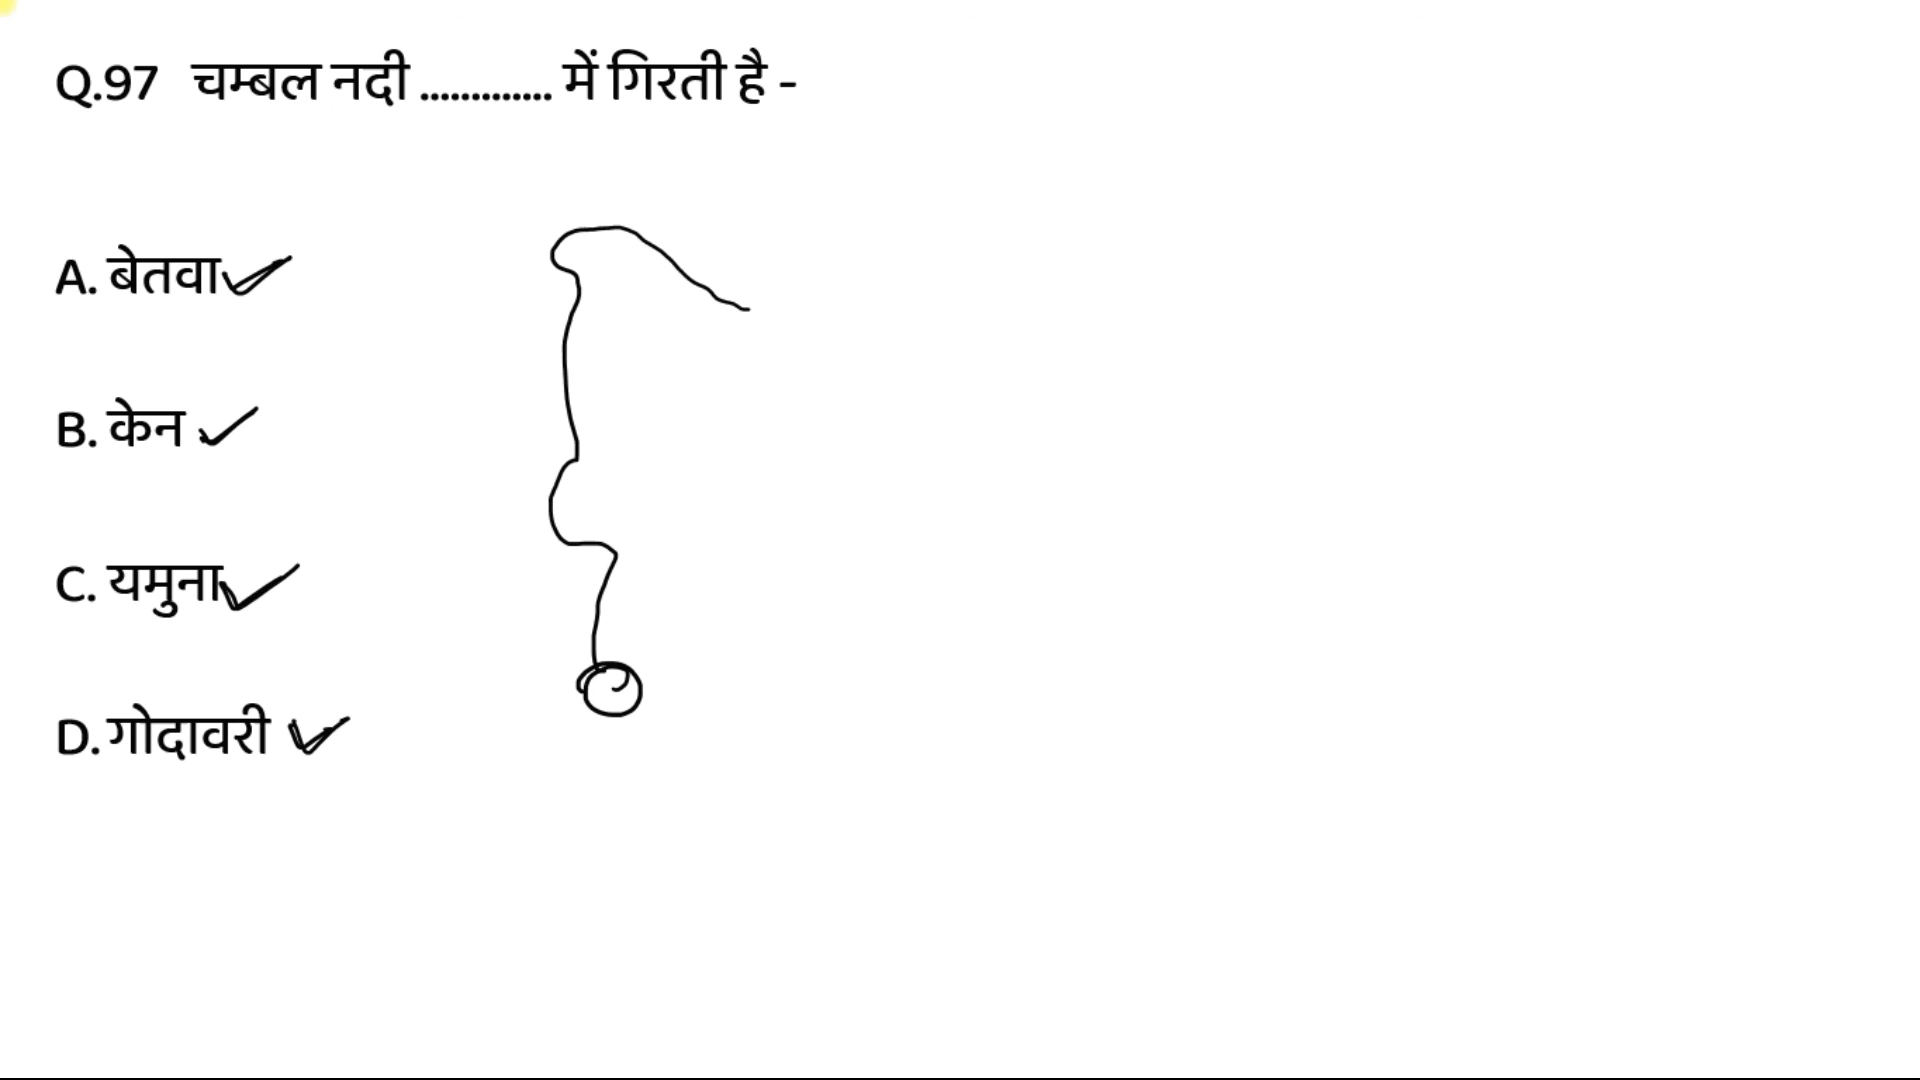 Q.97 चम्बल नदी ............. में गिरती है -
A. बेतवा
B. केन
C. यमुना
D. गोदावरी